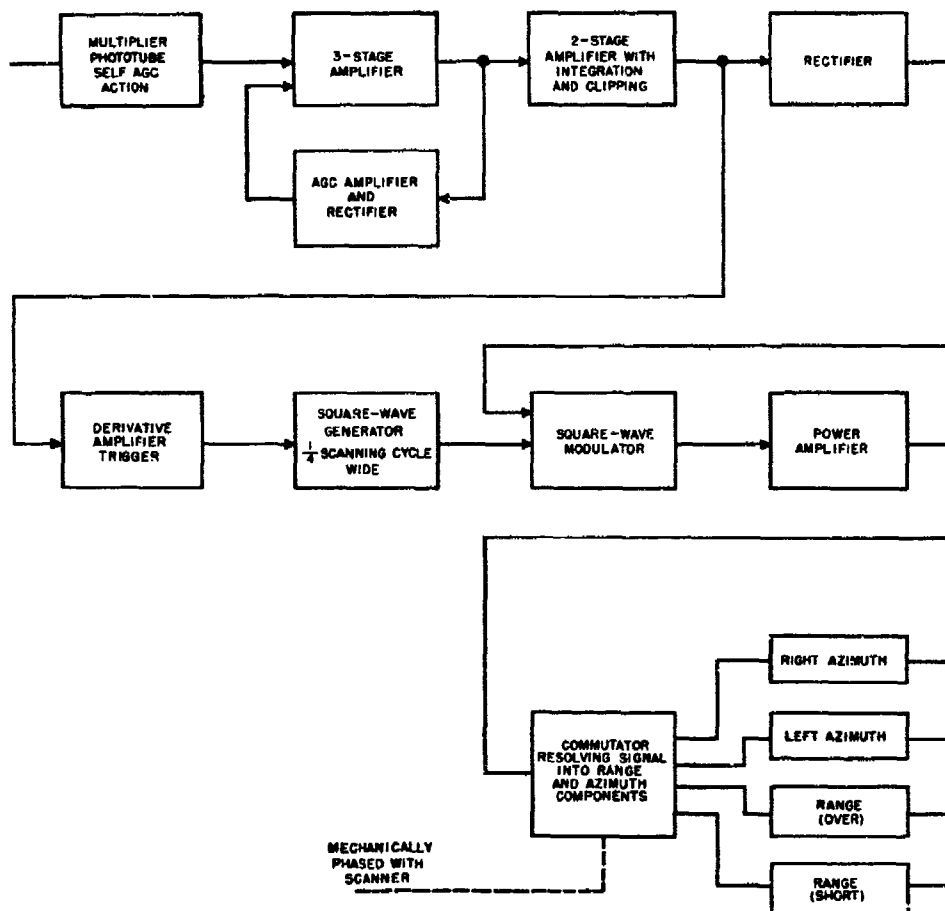 MULTIPLIER
PHOTOTUBE
SELF AGC
ACTION
3-STAGE
AMPLIFIER
2-STAGE
AMPLIFIER WITH
INTEGRATION
AND CLIPPING
RECTIFIER
AGC AMPLIFIER
AND
RECTIFIER
DERIVATIVE
AMPLIFIER
TRIGGER
SQUARE-WAVE
GENERATOR
1/4 SCANNING CYCLE
WIDE
SQUARE-WAVE
MODULATOR
POWER
AMPLIFIER
RIGHT AZIMUTH
LEFT AZIMUTH
COMMUTATOR
RESOLVING SIGNAL
INTO RANGE
AND AZIMUTH
COMPONENTS
RANGE
(OVER)
RANGE
(SHORT)
MECHANICALLY
PHASED WITH
SCANNER